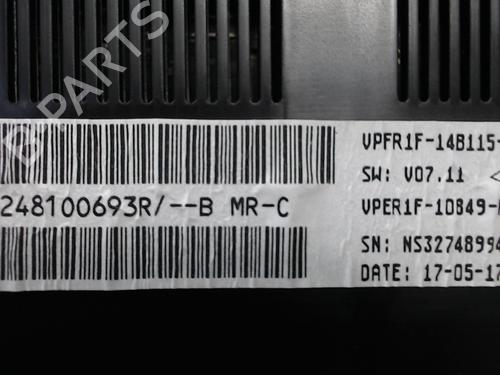 B-PARTS
VPFR1F-14B115-
SW: V07.11 <
248100693R/--B MR-C
VPER1F-10849-
SN: NS32748994
DATE: 17-05-17